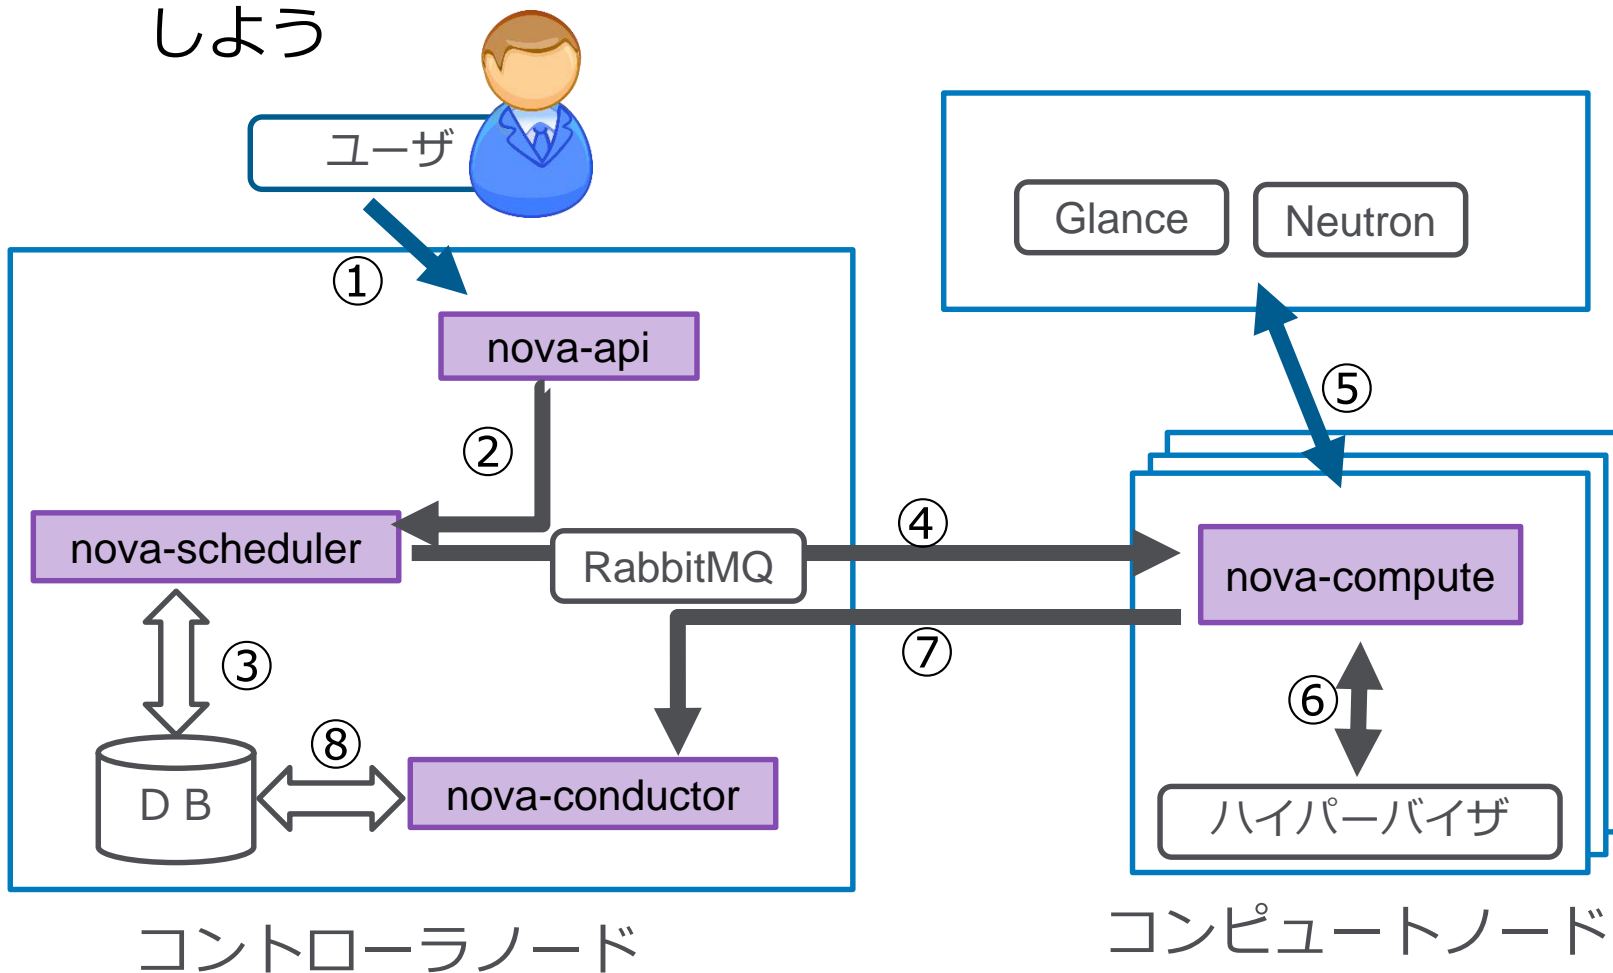 しよう
ユーザ
Glance
Neutron
①
nova-api
②
⑤
nova-scheduler
RabbitMQ
④
nova-compute
③
⑦
⑥
⑧
D B
nova-conductor
ハイパーバイザ
コントローラノード
コンピュートノード